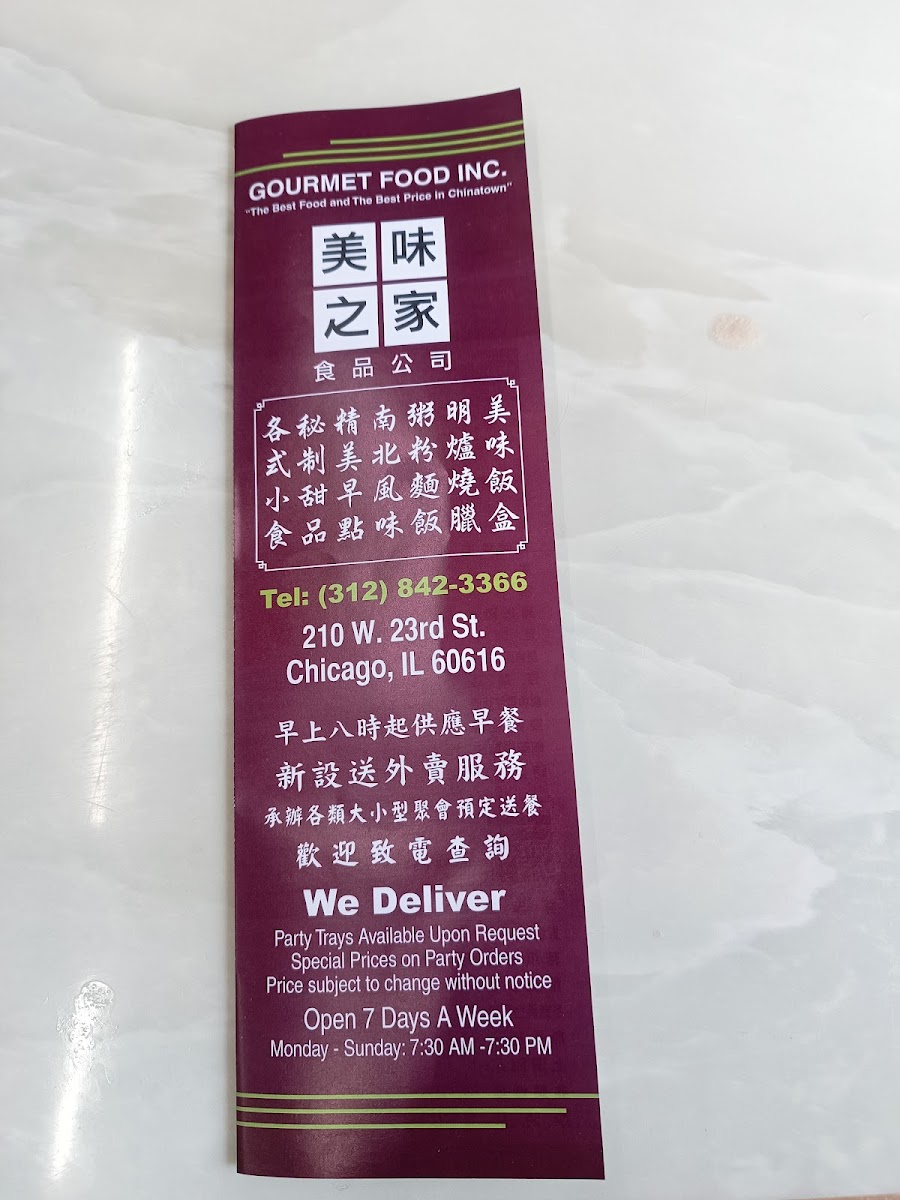 GOURMET FOOD INC.
"The Best Food and The Best Price in Chinatown"
美味
之家
食品公司
美味飯盒
明爐燒臘
粥粉麵飯
南北風味
精美早點
秘制甜品
各式小食
Tel: (312) 842-3366
210 W. 23rd St.
Chicago, IL 60616
早上八時起供應早餐
新設送外賣服務
承辦各類大小型聚會預定送餐
歡迎致電查詢
We Deliver
Party Trays Available Upon Request
Special Prices on Party Orders
Price subject to change without notice
Open 7 Days A Week
Monday - Sunday: 7:30 AM -7:30 PM